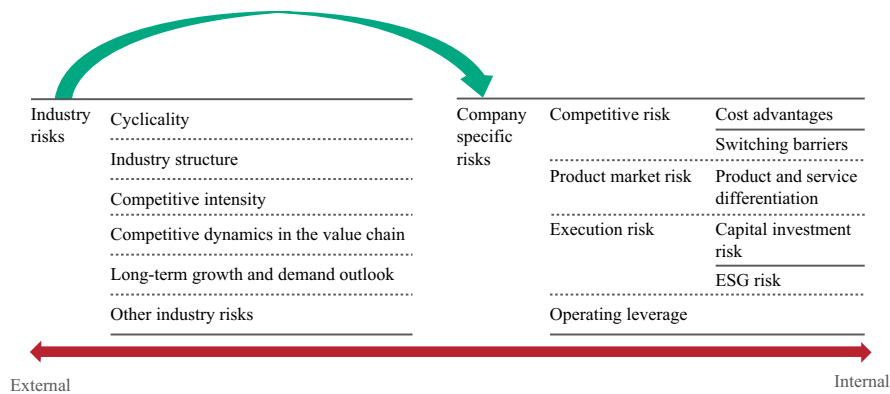 Industry
risks
Cyclicality
Industry structure
Competitive intensity
Competitive dynamics in the value chain
Long-term growth and demand outlook
Other industry risks
Company
specific
risks
Competitive risk
Cost advantages
Switching barriers
Product market risk
Product and service
differentiation
Execution risk
Capital investment
risk
ESG risk
Operating leverage
External
Internal